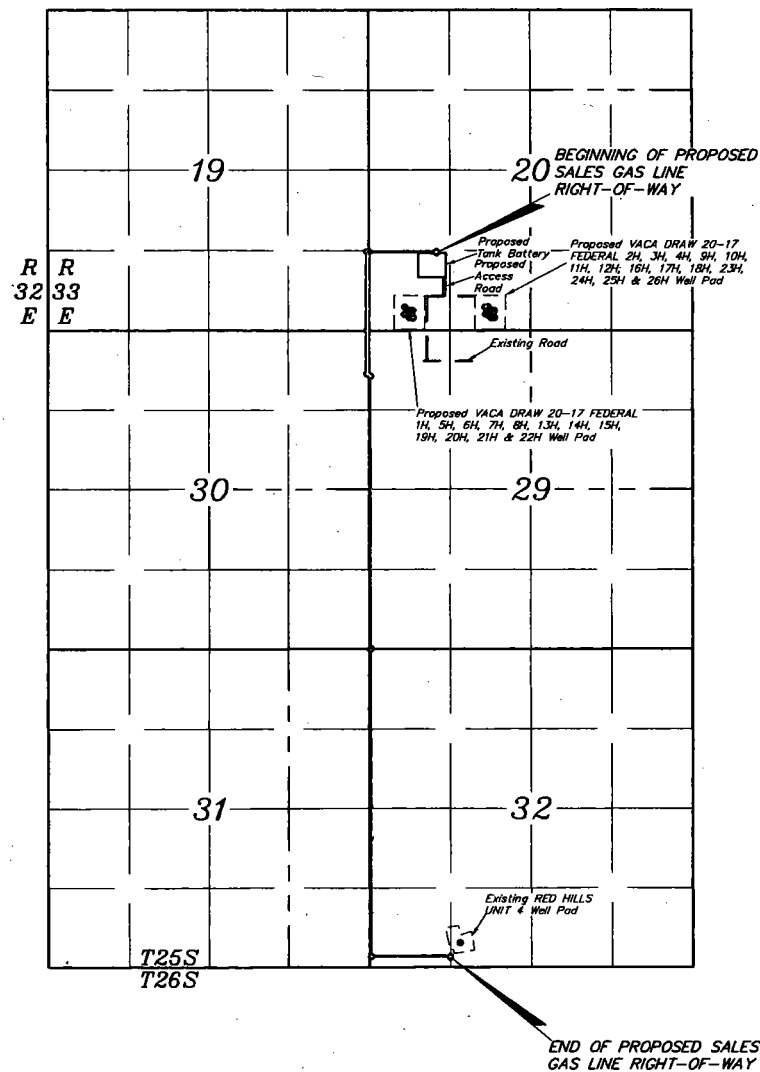 19
20
BEGINNING OF PROPOSED
SALES GAS LINE
RIGHT-OF-WAY
Proposed
Tank Battery
Proposed
Access
Road
Proposed VACA DRAW 20-17
FEDERAL 2H, 3H, 4H, 9H, 10H,
11H, 12H, 16H, 17H, 18H, 23H,
24H, 25H & 26H Well Pad
R R
32 33
E E
Existing Road
Proposed VACA DRAW 20-17 FEDERAL
1H, 5H, 6H, 7H, 8H, 13H, 14H, 15H,
19H, 20H, 21H & 22H Well Pad
30
29
31
32
Existing RED HILLS
UNIT 4 Well Pad
T25S
T26S
END OF PROPOSED SALES
GAS LINE RIGHT-OF-WAY